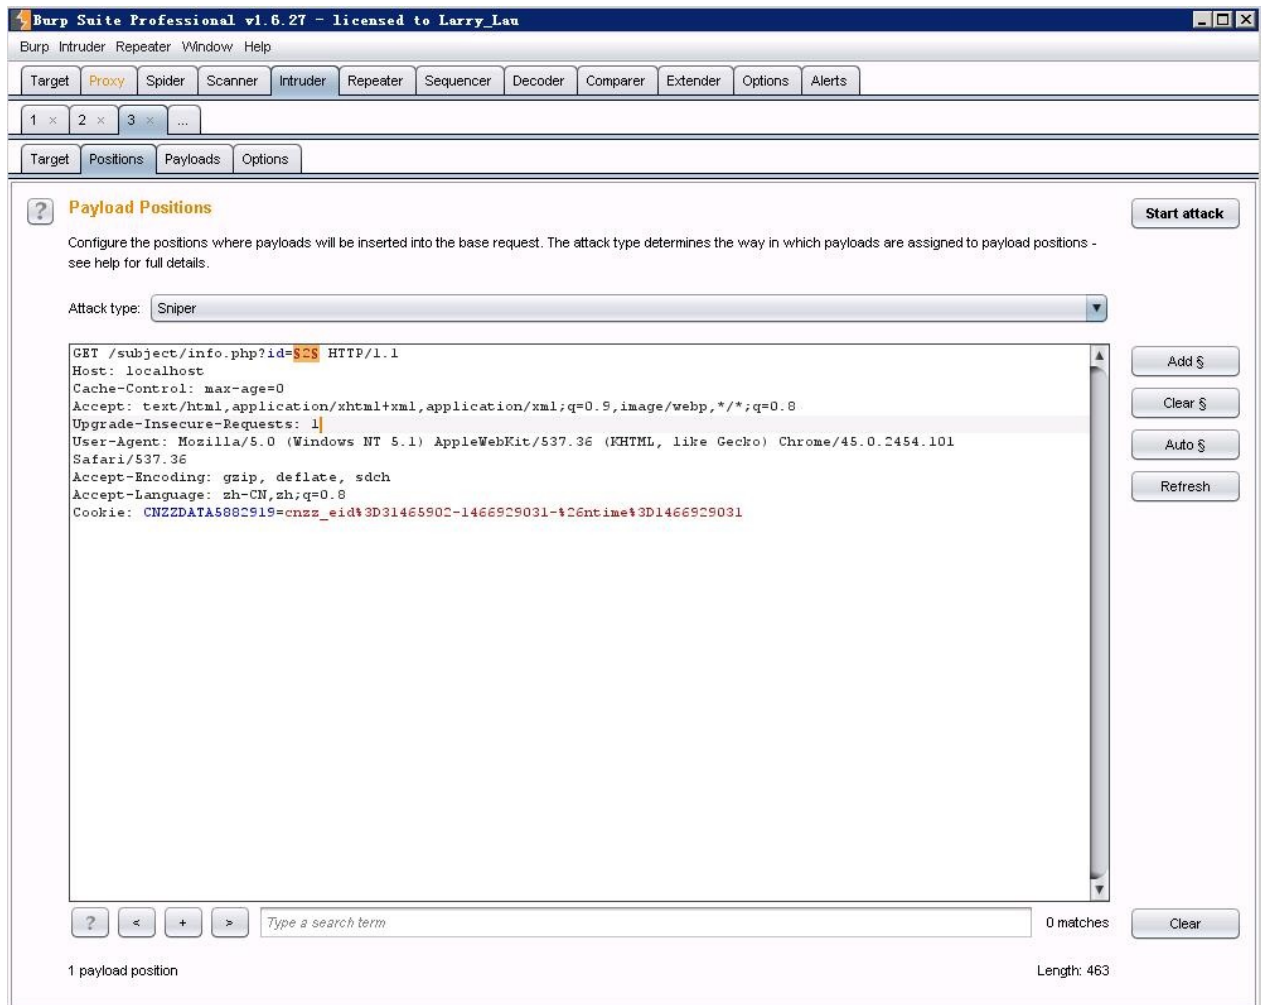 Burp Suite Professional v1.6.27 - licensed to Larry_Lau
Burp Intruder Repeater Window Help
Target Proxy Spider Scanner Intruder Repeater Sequencer Decoder Comparer Extender Options Alerts
1 × 2 × 3 × ...
Target Positions Payloads Options
? Payload Positions
Start attack
Configure the positions where payloads will be inserted into the base request. The attack type determines the way in which payloads are assigned to payload positions -
see help for full details.
Attack type: Sniper
GET /subject/info.php?id=§2§ HTTP/1.1
Host: localhost
Cache-Control: max-age=0
Accept: text/html,application/xhtml+xml,application/xml;q=0.9,image/webp,*/*;q=0.8
Upgrade-Insecure-Requests: 1
User-Agent: Mozilla/5.0 (Windows NT 5.1) AppleWebKit/537.36 (KHTML, like Gecko) Chrome/45.0.2454.101
Safari/537.36
Accept-Encoding: gzip, deflate, sdch
Accept-Language: zh-CN,zh;q=0.8
Cookie: CNZZDATA5882919=cnzz_eid%3D31465902-1466929031-%26ntime%3D1466929031
Add §
Clear §
Auto §
Refresh
? < + > Type a search term 0 matches Clear
1 payload position Length: 463